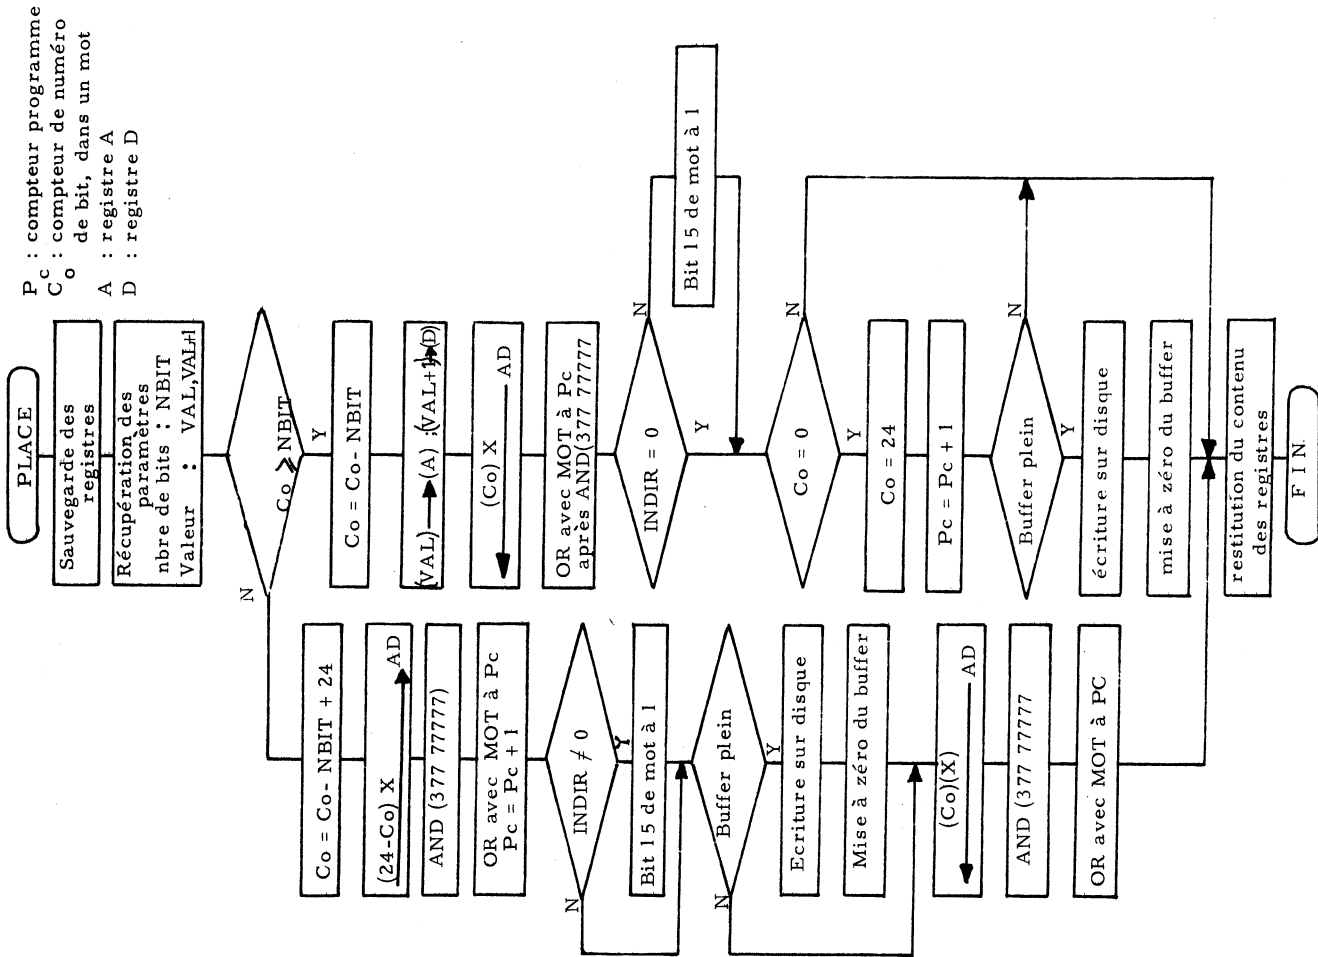 P_c : compteur programme
C_o : compteur de numéro
de bit, dans un mot
A : registre A
D : registre D
PLACE
Sauvegarde des
registres
Récupération des
paramètres
nbre de bits : NBIT
Valeur : VAL,VAL+1
Co ⩾ NBIT
N
Y
Co = Co- NBIT
(VAL) → (A) ;(VAL+1)→(D)
(Co) X
AD
OR avec MOT à Pc
après AND(377 77777
INDIR = 0
N
Y
Bit 15 de mot à 1
Co = 0
N
Y
Co = 24
Pc = Pc + 1
Buffer plein
N
Y
écriture sur disque
mise à zéro du buffer
restitution du contenu
des registres
F I N
Co = Co- NBIT + 24
(24-Co) X
AD
AND (377 77777)
OR avec MOT à Pc
Pc = Pc + 1
INDIR ≠ 0
N
Y
Bit 15 de mot à 1
Buffer plein
N
Y
Ecriture sur disque
Mise à zéro du buffer
(Co)(X)
AD
AND (377 77777
OR avec MOT à PC